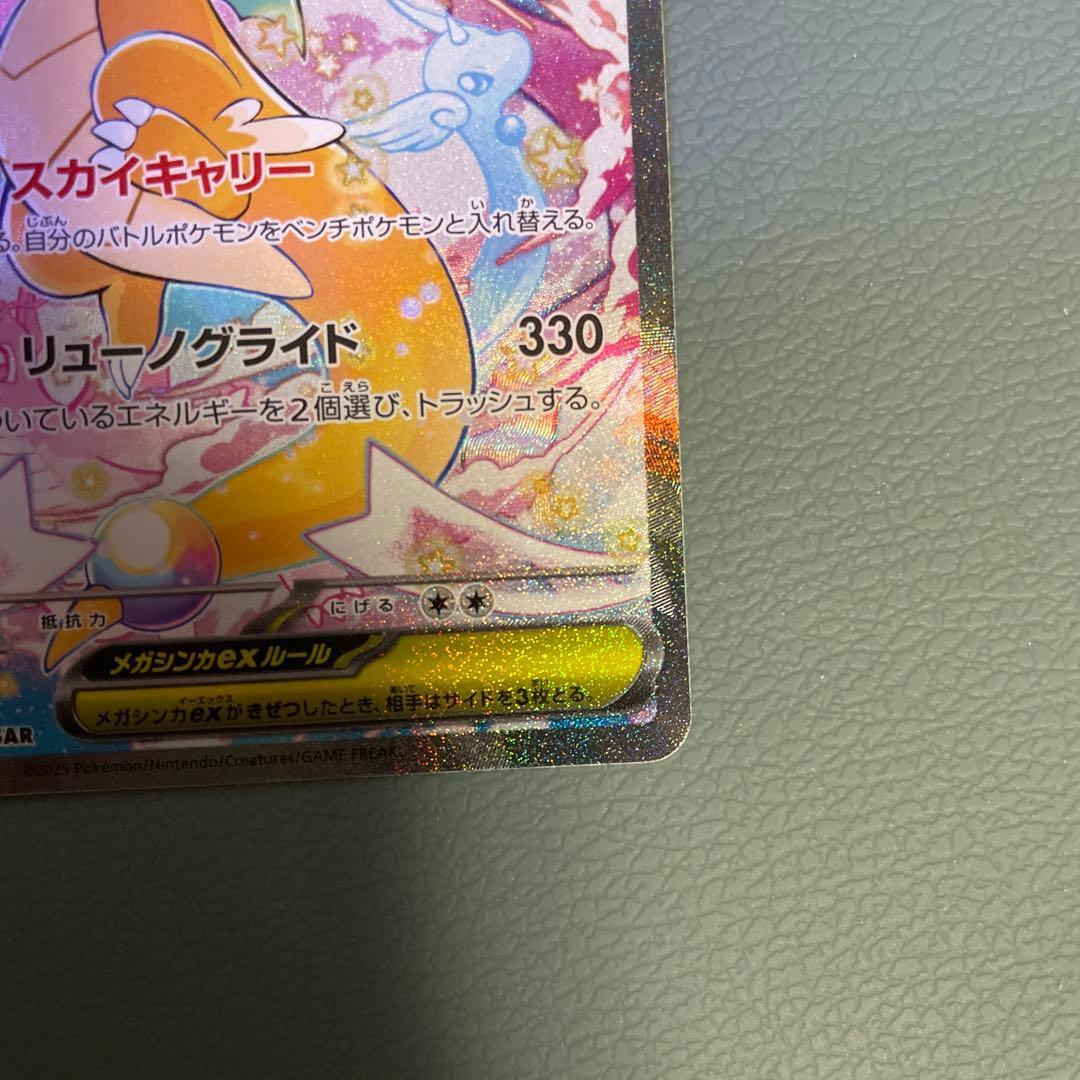 スカイキャリー
る。自分のバトルポケモンをベンチポケモンと入れ替える。
リューノグライド 330
いているエネルギーを2個選び、トラッシュする。
抵抗力 にげる
メガシンカexルール
メガシンカexがきぜつしたとき、相手はサイドを3枚とる。
SAR
©2025 Pokémon/Nintendo/Creatures/GAME FREAK.